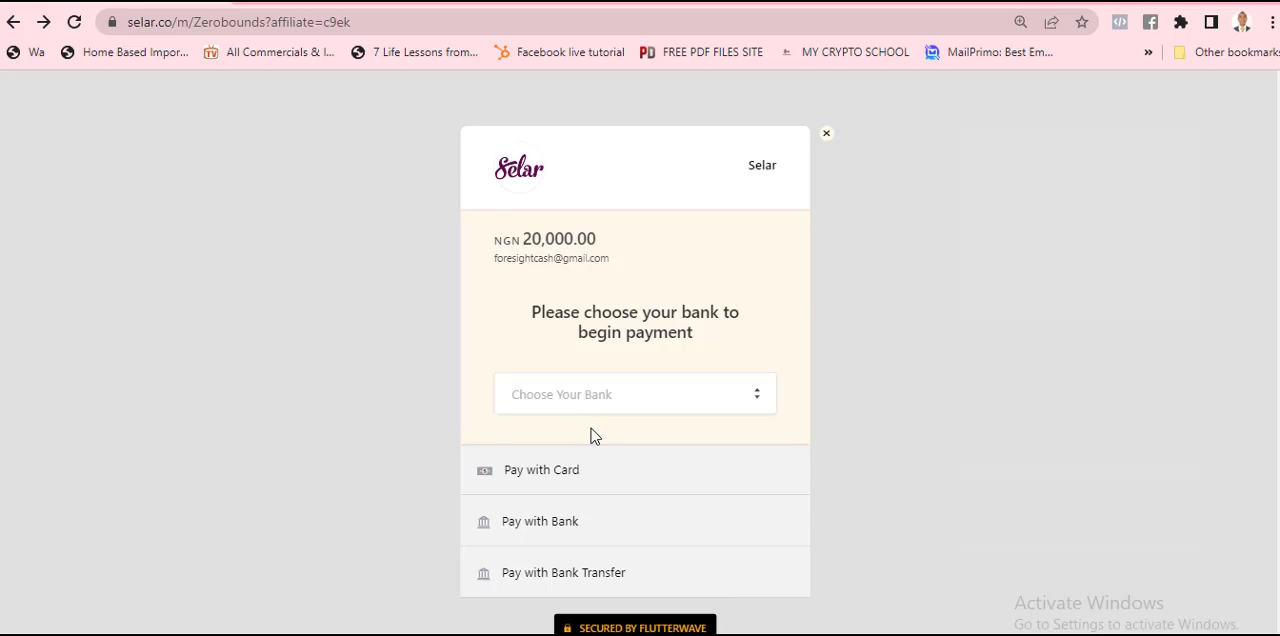 selar.co/m/Zerobounds?affiliate=c9ek
Wa Home Based Impor... All Commercials & I... 7 Life Lessons from... Facebook live tutorial PD FREE PDF FILES SITE MY CRYPTO SCHOOL MailPrimo: Best Em... » Other bookmarks
Selar Selar
NGN 20,000.00
foresightcash@gmail.com
Please choose your bank to
begin payment
Choose Your Bank
Pay with Card
Pay with Bank
Pay with Bank Transfer
SECURED BY FLUTTERWAVE
Activate Windows
Go to Settings to activate Windows.